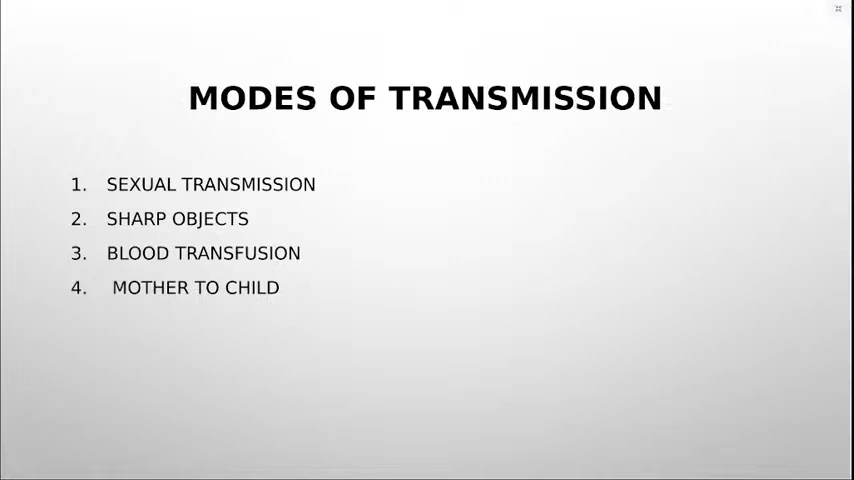 MODES OF TRANSMISSION
1. SEXUAL TRANSMISSION
2. SHARP OBJECTS
3. BLOOD TRANSFUSION
4. MOTHER TO CHILD